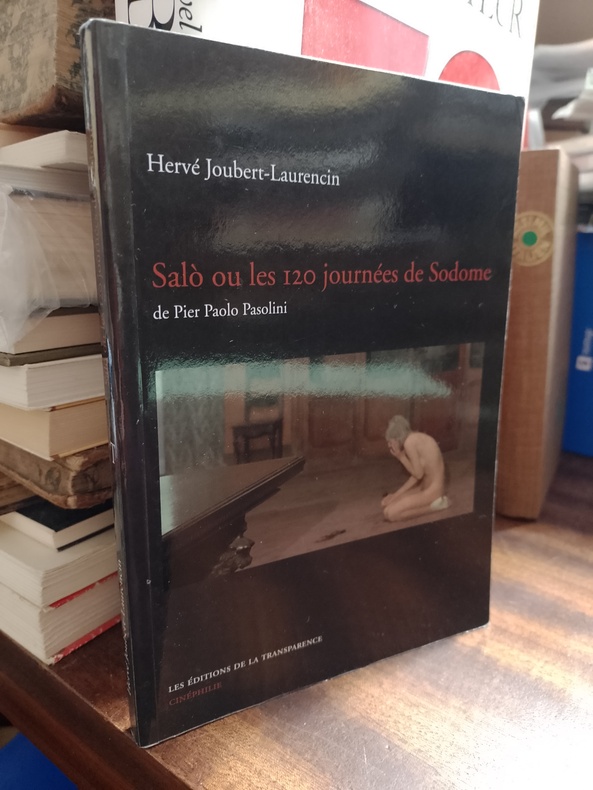 Hervé Joubert-Laurencin
Salò ou les 120 journées de Sodome
de Pier Paolo Pasolini
LES ÉDITIONS DE LA TRANSPARENCE
CINÉPHILIE